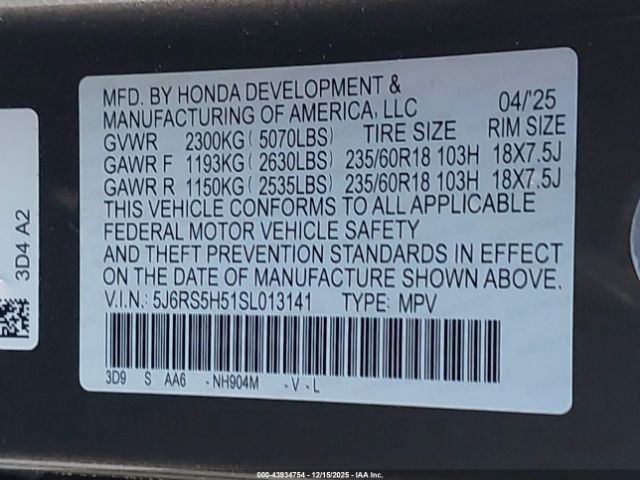 MFD. BY HONDA DEVELOPMENT &
MANUFACTURING OF AMERICA, LLC 04/'25
GVWR 2300KG ( 5070LBS) TIRE SIZE RIM SIZE
GAWR F 1193KG ( 2630LBS) 235/60R18 103H 18X7.5J
GAWR R 1150KG ( 2535LBS) 235/60R18 103H 18X7.5J
THIS VEHICLE CONFORMS TO ALL APPLICABLE
FEDERAL MOTOR VEHICLE SAFETY
AND THEFT PREVENTION STANDARDS IN EFFECT
ON THE DATE OF MANUFACTURE SHOWN ABOVE.
V.I.N.: 5J6RS5H51SL013141 TYPE: MPV
3D9 S AA6 -NH904M -V-L
3D4 A2
000-43934754 - 12/15/2025 - IAA Inc.